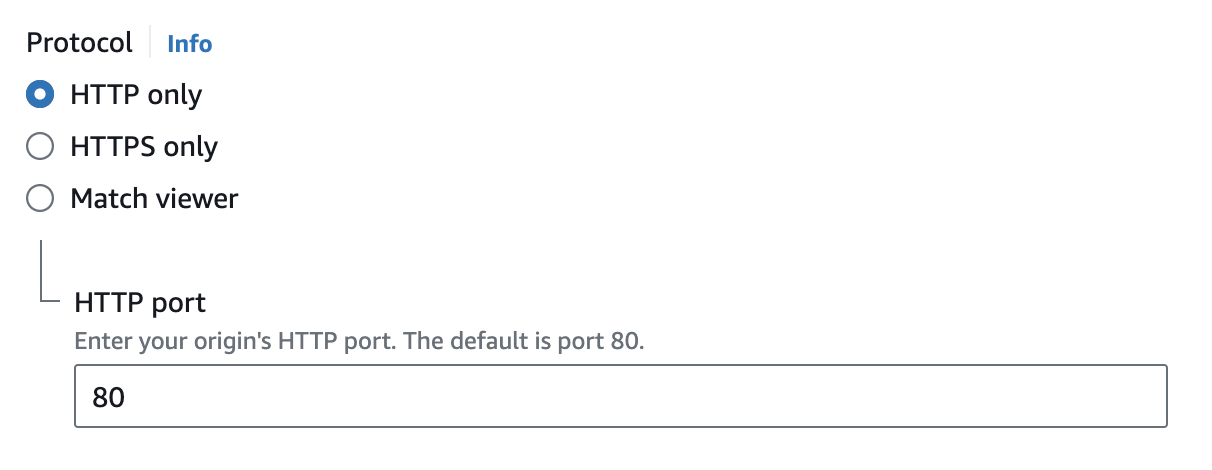 Protocol Info
HTTP only
HTTPS only
Match viewer
HTTP port
Enter your origin's HTTP port. The default is port 80.
80